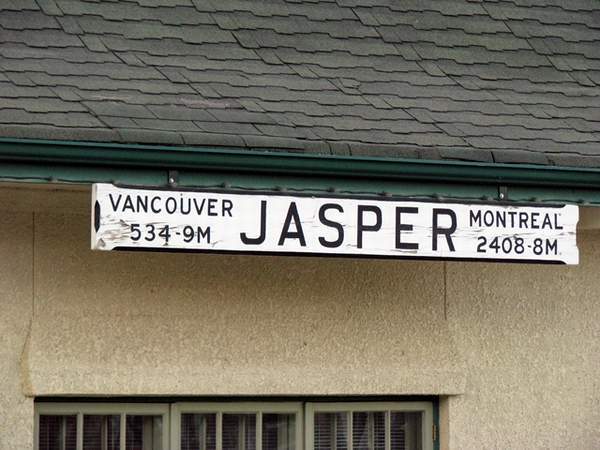 VANCOUVER
534-9M
JASPER
MONTREAL
2408-8M.